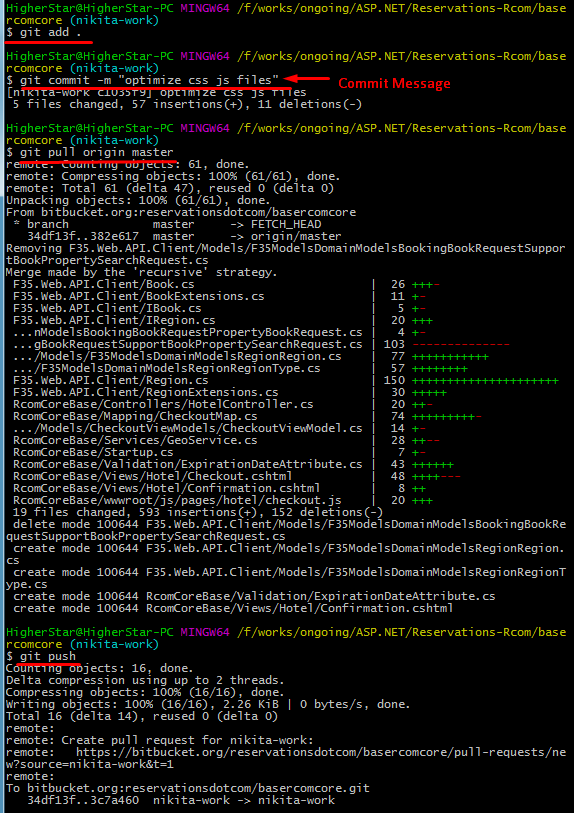 HigherStar@HigherStar-PC MINGW64 /f/works/ongoing/ASP.NET/Reservations-Rcom/base
rcomcore (nikita-work)
$ git add .
HigherStar@HigherStar-PC MINGW64 /f/works/ongoing/ASP.NET/Reservations-Rcom/base
rcomcore (nikita-work)
$ git commit -m "optimize css js files"
Commit Message
[nikita-work c1035f9] optimize css js files
5 files changed, 57 insertions(+), 11 deletions(-)
HigherStar@HigherStar-PC MINGW64 /f/works/ongoing/ASP.NET/Reservations-Rcom/base
rcomcore (nikita-work)
$ git pull origin master
remote: Counting objects: 61, done.
remote: Compressing objects: 100% (61/61), done.
remote: Total 61 (delta 47), reused 0 (delta 0)
Unpacking objects: 100% (61/61), done.
From bitbucket.org:reservationsdotcom/basercomcore
* branch            master     -> FETCH_HEAD
34df13f..382e617  master     -> origin/master
Removing F35.Web.API.Client/Models/F35ModelsDomainModelsBookingBookRequestSuppor
tBookPropertySearchRequest.cs
Merge made by the 'recursive' strategy.
F35.Web.API.Client/Book.cs | 26 +++-
F35.Web.API.Client/BookExtensions.cs | 11 +-
F35.Web.API.Client/IBook.cs | 5 +-
F35.Web.API.Client/IRegion.cs | 20 +++
...nModelsBookingBookRequestPropertyBookRequest.cs | 4 +-
...gBookRequestSupportBookPropertySearchRequest.cs | 103 ---------------
.../Models/F35ModelsDomainModelsRegionRegion.cs | 77 +++++++++++
.../F35ModelsDomainModelsRegionRegionType.cs | 57 ++++++++
F35.Web.API.Client/Region.cs | 150 ++++++++++++++++++++++
F35.Web.API.Client/RegionExtensions.cs | 30 +++++
RcomCoreBase/Controllers/HotelController.cs | 20 ++-
RcomCoreBase/Mapping/CheckoutMap.cs | 74 +++++++++-
.../Models/CheckoutViewModels/CheckoutViewModel.cs | 14 +-
RcomCoreBase/Services/GeoService.cs | 28 ++--
RcomCoreBase/Startup.cs | 7 +-
RcomCoreBase/Validation/ExpirationDateAttribute.cs | 43 ++++++
RcomCoreBase/Views/Hotel/Checkout.cshtml | 48 ++++---
RcomCoreBase/Views/Hotel/Confirmation.cshtml | 8 ++
RcomCoreBase/wwwroot/js/pages/hotel/checkout.js | 20 +++
19 files changed, 593 insertions(+), 152 deletions(-)
delete mode 100644 F35.Web.API.Client/Models/F35ModelsDomainModelsBookingBookRe
questSupportBookPropertySearchRequest.cs
create mode 100644 F35.Web.API.Client/Models/F35ModelsDomainModelsRegionRegion.
cs
create mode 100644 F35.Web.API.Client/Models/F35ModelsDomainModelsRegionRegionT
ype.cs
create mode 100644 RcomCoreBase/Validation/ExpirationDateAttribute.cs
create mode 100644 RcomCoreBase/Views/Hotel/Confirmation.cshtml
HigherStar@HigherStar-PC MINGW64 /f/works/ongoing/ASP.NET/Reservations-Rcom/base
rcomcore (nikita-work)
$ git push
Counting objects: 16, done.
Delta compression using up to 2 threads.
Compressing objects: 100% (16/16), done.
Writing objects: 100% (16/16), 2.26 KiB | 0 bytes/s, done.
Total 16 (delta 14), reused 0 (delta 0)
remote:
remote: Create pull request for nikita-work:
remote:   https://bitbucket.org/reservationsdotcom/basercomcore/pull-requests/ne
w?source=nikita-work&t=1
remote:
To bitbucket.org:reservationsdotcom/basercomcore.git
34df13f..3c7a460  nikita-work -> nikita-work